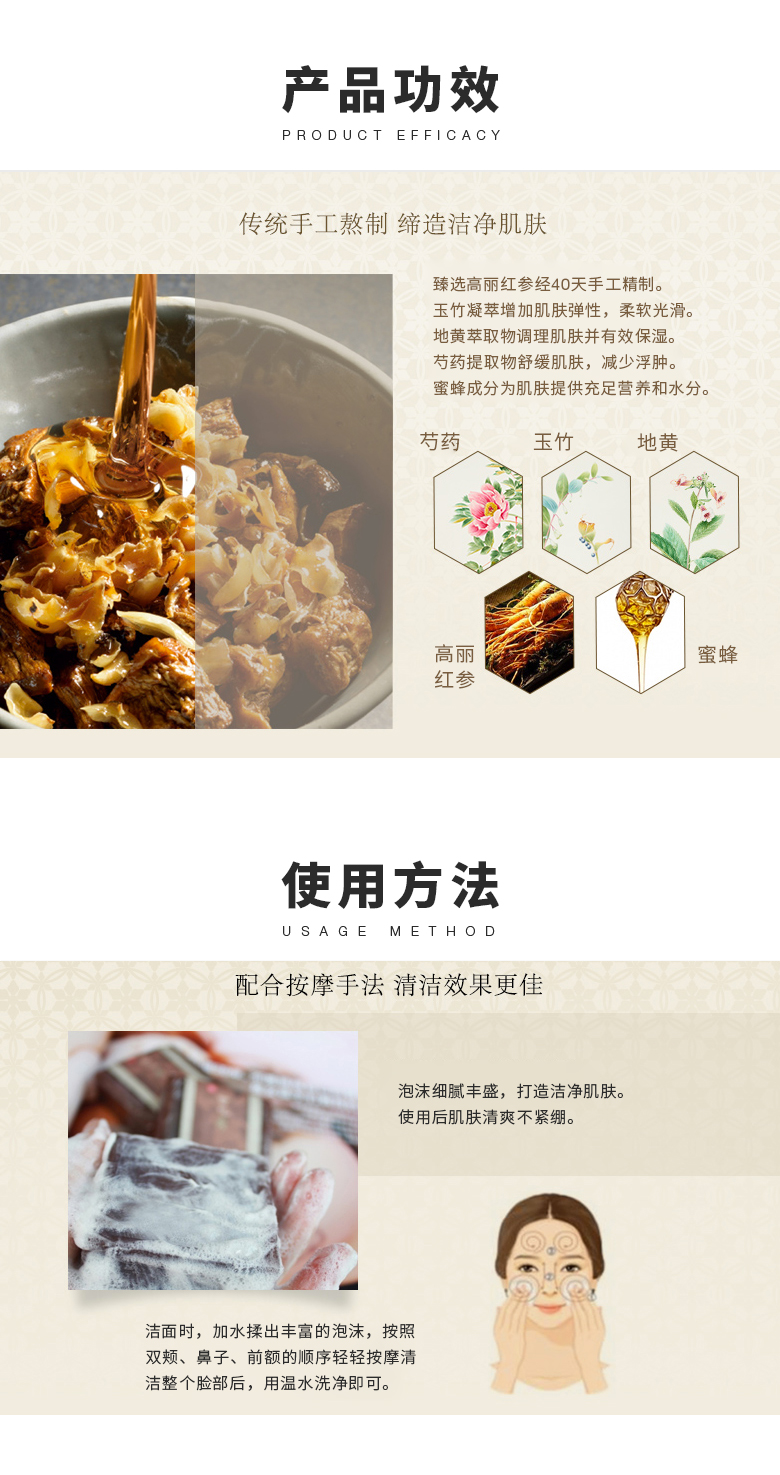 产品功效
PRODUCT EFFICACY
传统手工熬制 缔造洁净肌肤
臻选高丽红参经40天手工精制。
玉竹凝萃增加肌肤弹性，柔软光滑。
地黄萃取物调理肌肤并有效保湿。
芍药提取物舒缓肌肤，减少浮肿。
蜜蜂成分为肌肤提供充足营养和水分。
芍药
玉竹
地黄
高丽
红参
蜜蜂
使用方法
USAGE METHOD
配合按摩手法 清洁效果更佳
泡沫细腻丰盛，打造洁净肌肤。
使用后肌肤清爽不紧绷。
洁面时，加水揉出丰富的泡沫，按照
双颊、鼻子、前额的顺序轻轻按摩清
洁整个脸部后，用温水洗净即可。